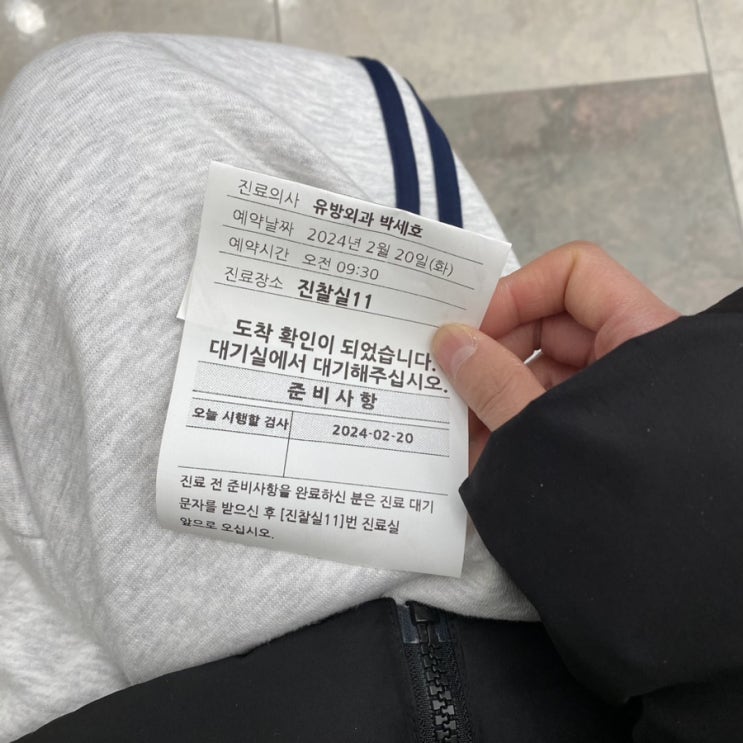 진료의사 유방외과 박세호
예약날짜 2024년 2월 20일(화)
예약시간 오전 09:30
진료장소 진찰실11
도착 확인이 되었습니다.
대기실에서 대기해주십시오.
준비사항
오늘 시행할 검사 2024-02-20
진료 전 준비사항을 완료하신 분은 진료 대기
문자를 받으신 후 [진찰실11]번 진료실
앞으로 오십시오.